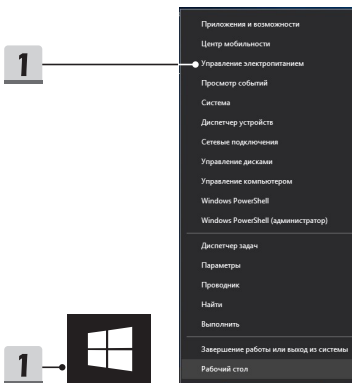 1
Приложения и возможности
Центр мобильности
Управление электропитанием
Просмотр событий
Система
Диспетчер устройств
Сетевые подключения
Управление дисками
Управление компьютером
Windows PowerShell
Windows PowerShell (администратор)
Диспетчер задач
Параметры
Проводник
Найти
Выполнить
Завершение работы или выход из системы
Рабочий стол
1